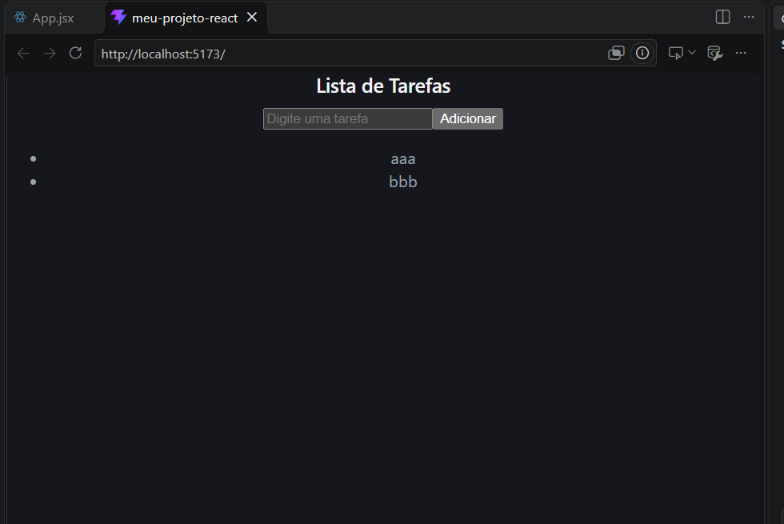 App.jsx
meu-projeto-react
http://localhost:5173/
Lista de Tarefas
Digite uma tarefa
Adicionar
aaa
bbb